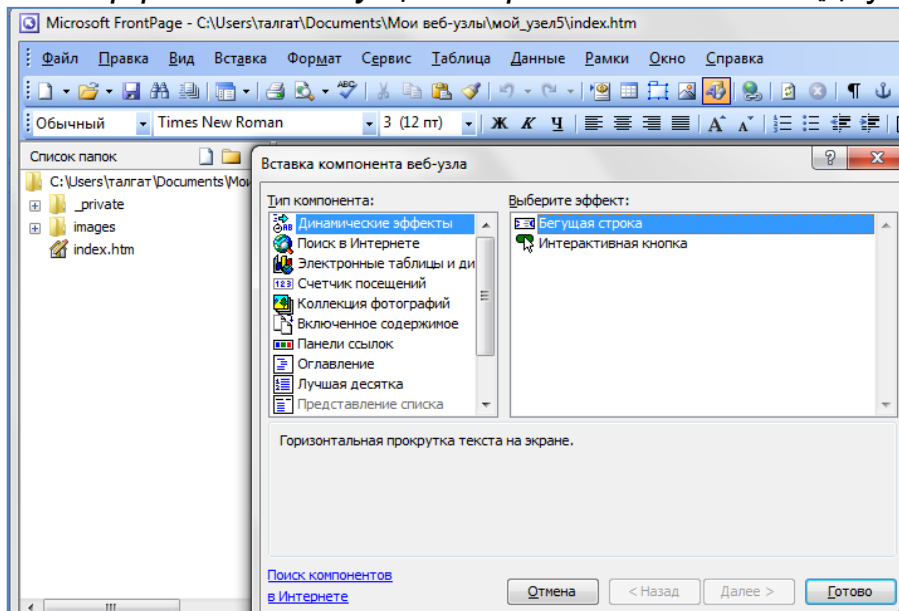 Microsoft FrontPage - C:\Users\талгат\Documents\Мои веб-узлы\мой_узел5\index.htm
Файл Правка Вид Вставка Формат Сервис Таблица Данные Рамки Окно Справка
Обычный Times New Roman 3 (12 пт) Ж К Ч
Список папок
C:\Users\талгат\Documents\Мои
_private
images
index.htm
Вставка компонента веб-узла
Тип компонента:
Динамические эффекты
Поиск в Интернете
Электронные таблицы и ди
Счетчик посещений
Коллекция фотографий
Включенное содержимое
Панели ссылок
Оглавление
Лучшая десятка
Представление списка
Выберите эффект:
Бегущая строка
Интерактивная кнопка
Горизонтальная прокрутка текста на экране.
Поиск компонентов
в Интернете
Отмена < Назад Далее > Готово